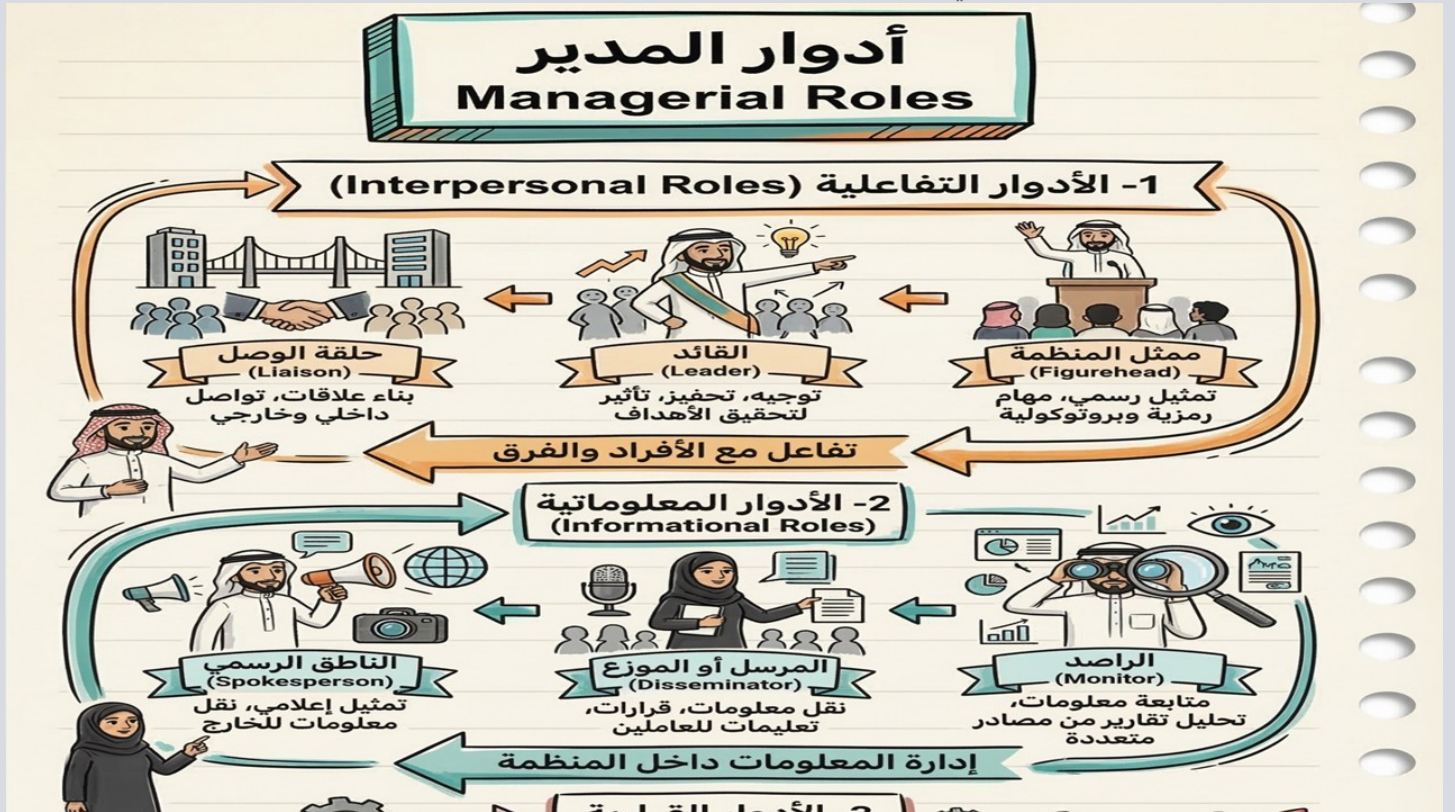 أدوار المدير
Managerial Roles
1- الأدوار التفاعلية (Interpersonal Roles)
ممثل المنظمة
(Figurehead)
تمثيل رسمي، مهام
رمزية وبروتوكولية
القائد
(Leader)
توجيه، تحفيز، تأثير
لتحقيق الأهداف
حلقة الوصل
(Liaison)
بناء علاقات، تواصل
داخلي وخارجي
تفاعل مع الأفراد والفرق
2- الأدوار المعلوماتية
(Informational Roles)
الراصد
(Monitor)
متابعة معلومات،
تحليل تقارير من مصادر
متعددة
المرسل أو الموزع
(Disseminator)
نقل معلومات، قرارات،
تعليمات للعاملين
الناطق الرسمي
(Spokesperson)
تمثيل إعلامي، نقل
معلومات للخارج
إدارة المعلومات داخل المنظمة